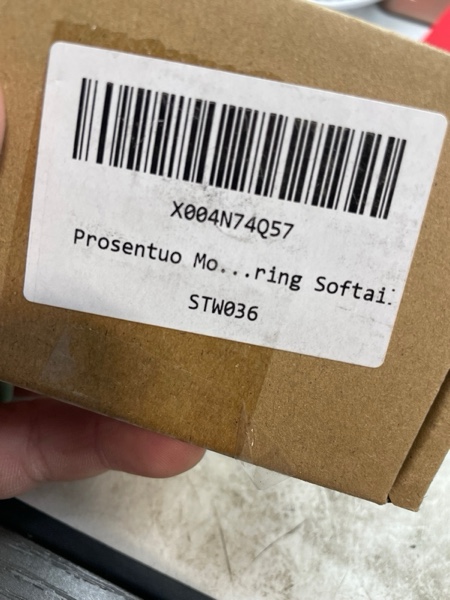 X004N74Q57
Prosentuo Mo...ring Softai
STW036